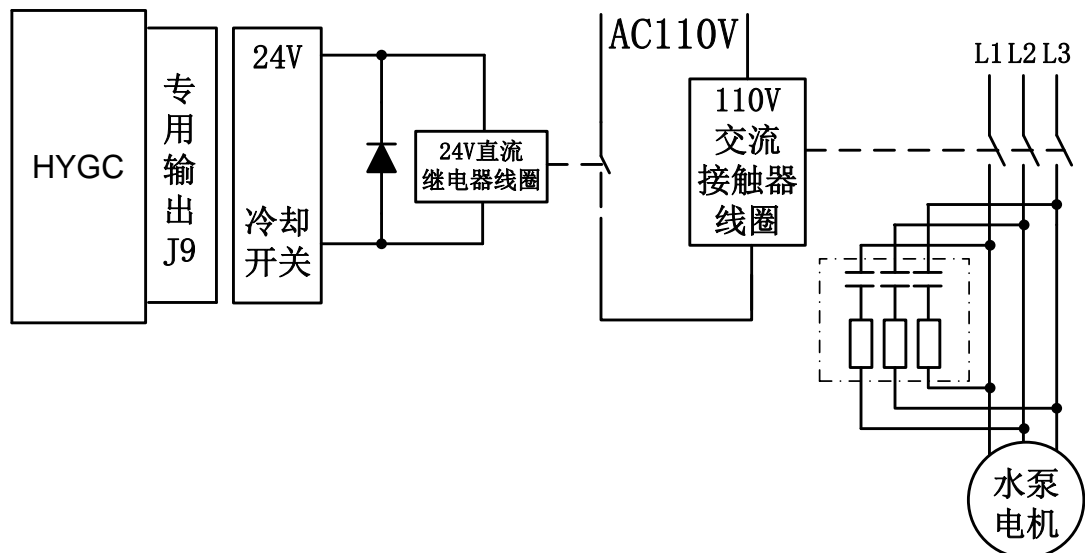 HYGC
专
用
输
出
J9
24V
冷却
开关
24V直流
继电器线圈
AC110V
110V
交流
接触器
线圈
L1 L2 L3
水泵
电机